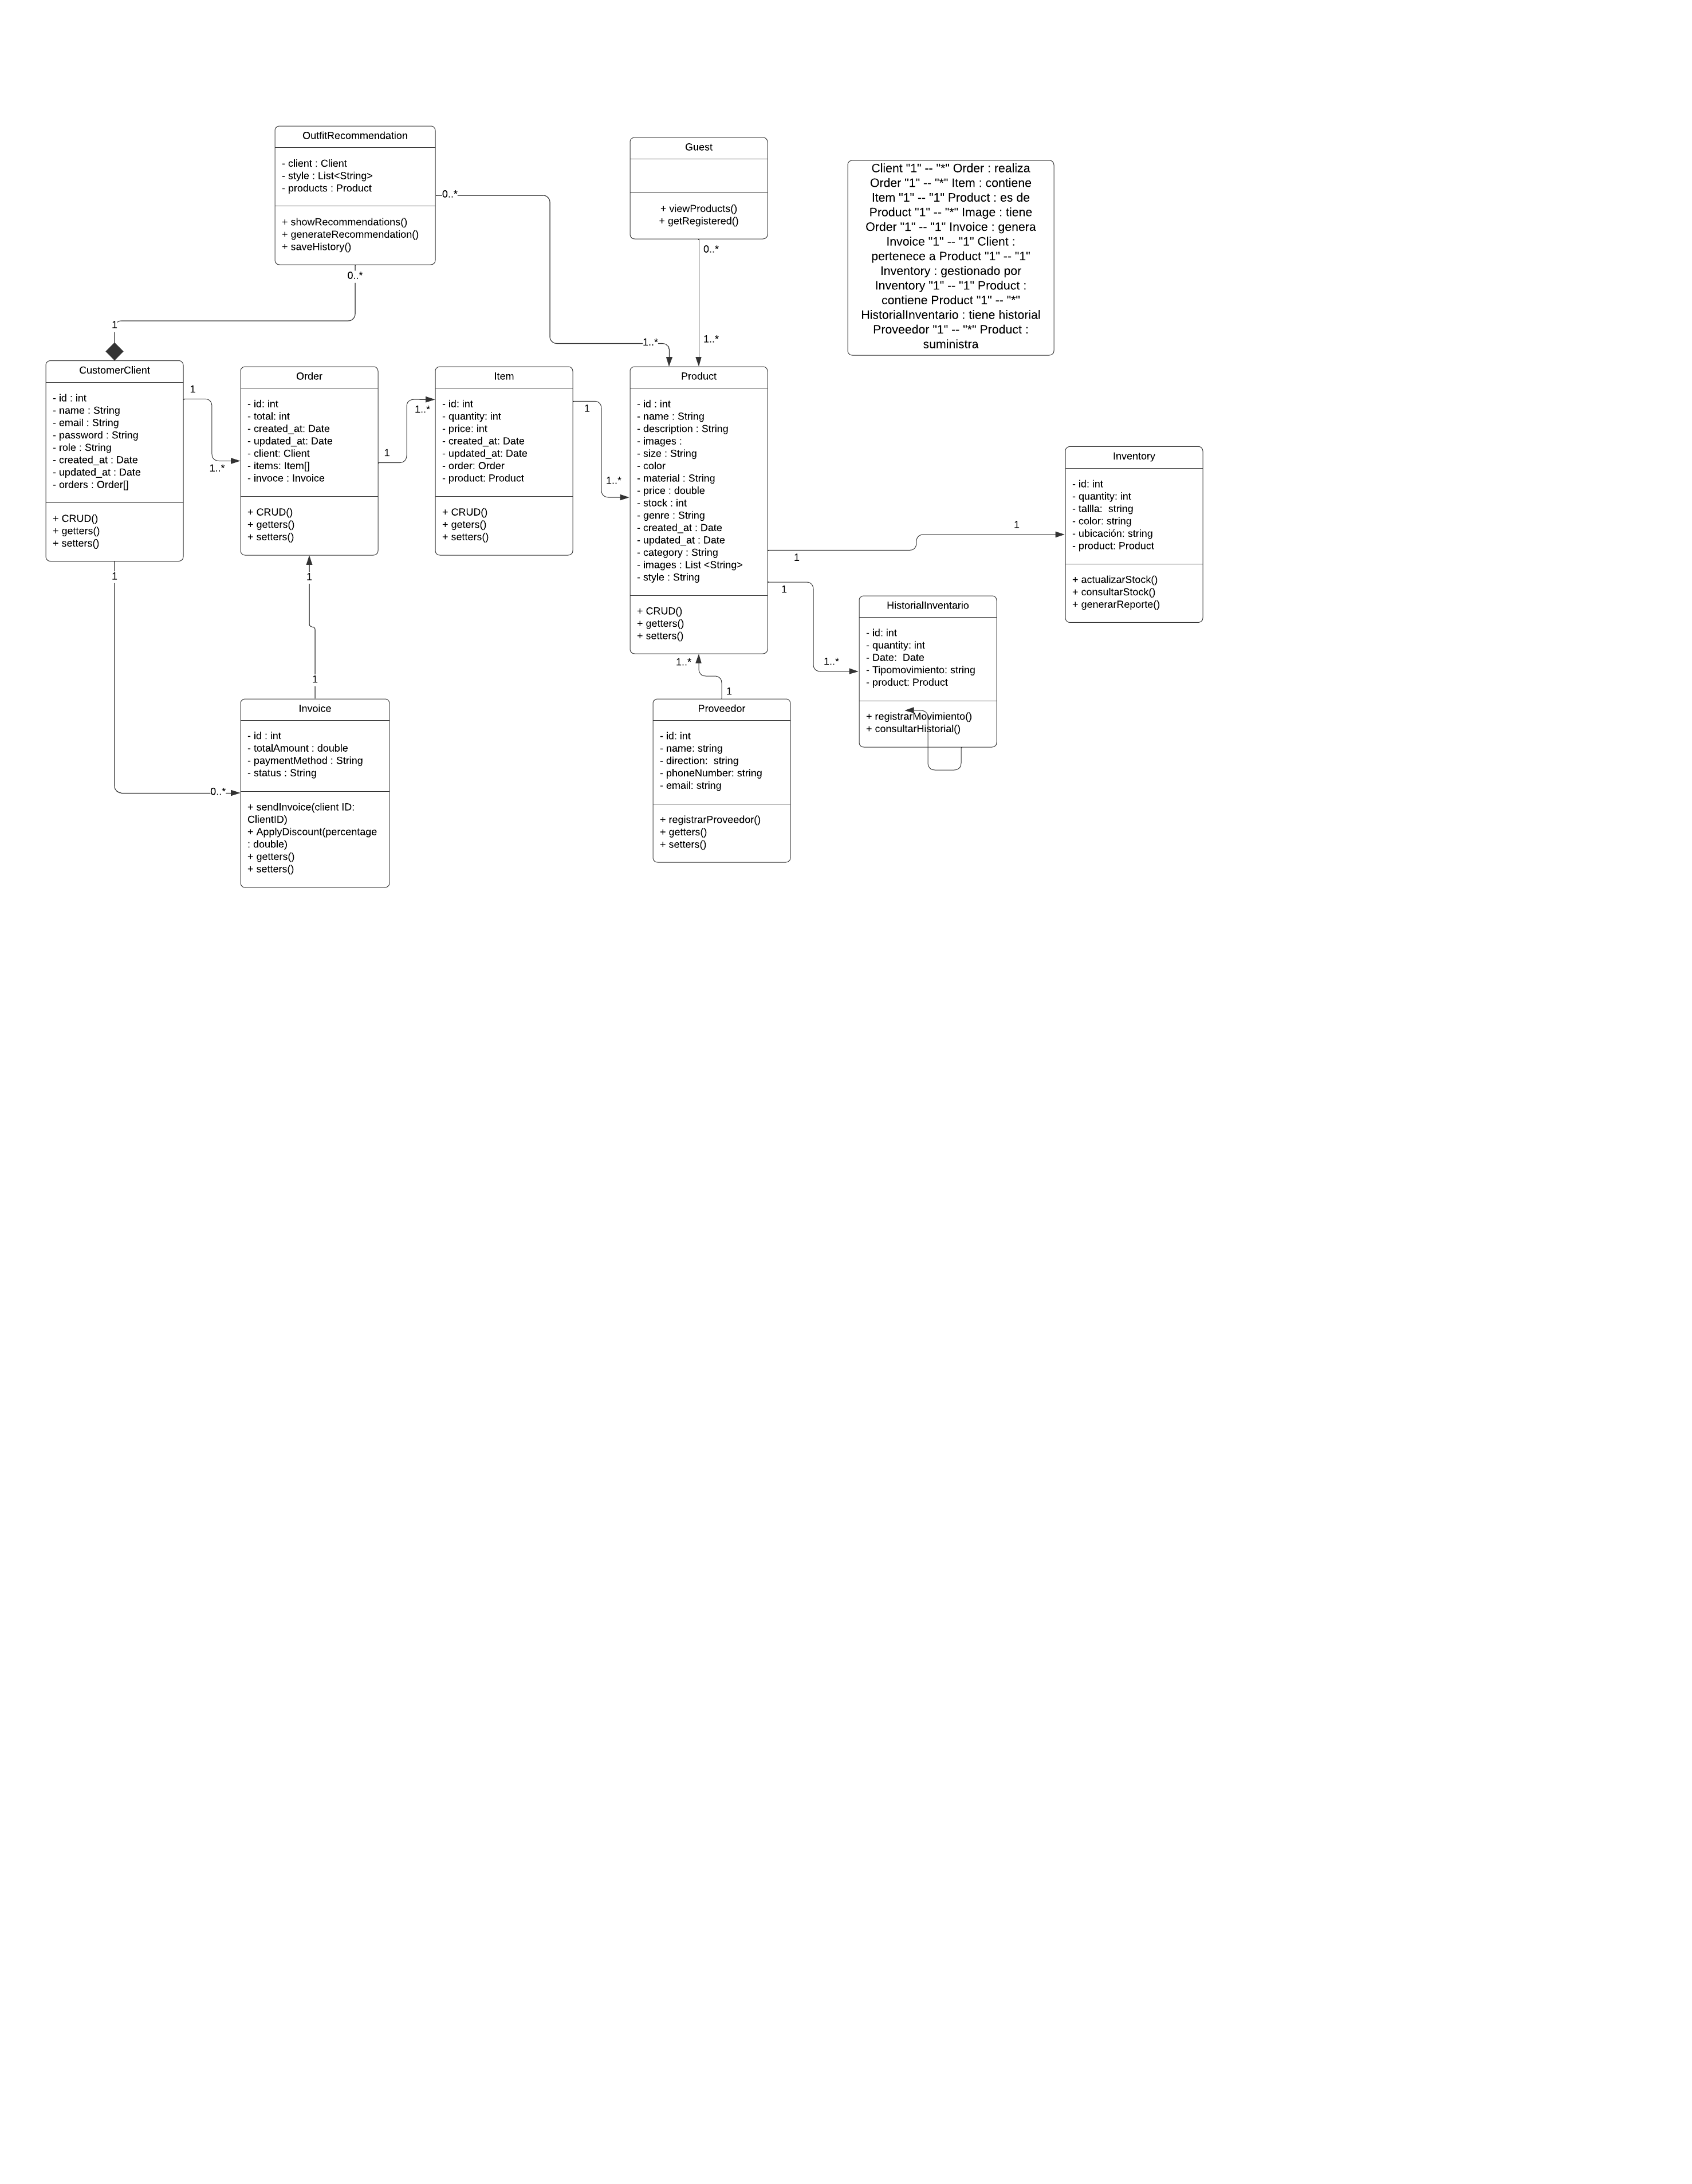 OutfitRecommendation
- client : Client
- style : List<String>
- products : Product
+ showRecommendations()
+ generateRecommendation()
+ saveHistory()
0..*
0..*
1..*
1
Guest
+ viewProducts()
+ getRegistered()
0..*
1..*
Client "1" -- "*" Order : realiza
Order "1" -- "*" Item : contiene
Item "1" -- "1" Product : es de
Product "1" -- "*" Image : tiene
Order "1" -- "1" Invoice : genera
Invoice "1" -- "1" Client :
pertenece a Product "1" -- "1"
Inventory : gestionado por
Inventory "1" -- "1" Product :
contiene Product "1" -- "*"
HistorialInventario : tiene historial
Proveedor "1" -- "*" Product :
suministra
CustomerClient
- id : int
- name : String
- email : String
- password : String
- role : String
- created_at : Date
- updated_at : Date
- orders : Order[]
+ CRUD()
+ getters()
+ setters()
1
1..*
1
Order
- id: int
- total: int
- created_at: Date
- updated_at: Date
- client: Client
- items: Item[]
- invoce : Invoice
+ CRUD()
+ getters()
+ setters()
1
1..*
1
Item
- id: int
- quantity: int
- price: int
- created_at: Date
- updated_at: Date
- order: Order
- product: Product
+ CRUD()
+ geters()
+ setters()
1
1..*
Product
- id : int
- name : String
- description : String
- images :
- size : String
- color
- material : String
- price : double
- stock : int
- genre : String
- created_at : Date
- updated_at : Date
- category : String
- images : List <String>
- style : String
+ CRUD()
+ getters()
+ setters()
1
1
1
1..*
1..*
1
Inventory
- id: int
- quantity: int
- tallla:  string
- color: string
- ubicación: string
- product: Product
+ actualizarStock()
+ consultarStock()
+ generarReporte()
HistorialInventario
- id: int
- quantity: int
- Date:  Date
- Tipomovimiento: string
- product: Product
+ registrarMovimiento()
+ consultarHistorial()
1
Invoice
- id : int
- totalAmount : double
- paymentMethod : String
- status : String
+ sendInvoice(client ID:
ClientID)
+ ApplyDiscount(percentage
: double)
+ getters()
+ setters()
0..*
Proveedor
- id: int
- name: string
- direction:  string
- phoneNumber: string
- email: string
+ registrarProveedor()
+ getters()
+ setters()